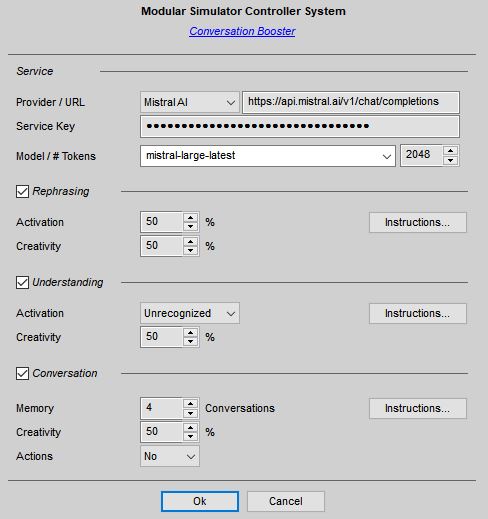 Modular Simulator Controller System
Conversation Booster
Service
Provider / URL Mistral AI https://api.mistral.ai/v1/chat/completions
Service Key ●●●●●●●●●●●●●●●●●●●●●●●●●●●●●●●●
Model / # Tokens mistral-large-latest 2048
Rephrasing
Activation 50 % Instructions...
Creativity 50 %
Understanding
Activation Unrecognized Instructions...
Creativity 50 %
Conversation
Memory 4 Conversations Instructions...
Creativity 50 %
Actions No
Ok Cancel